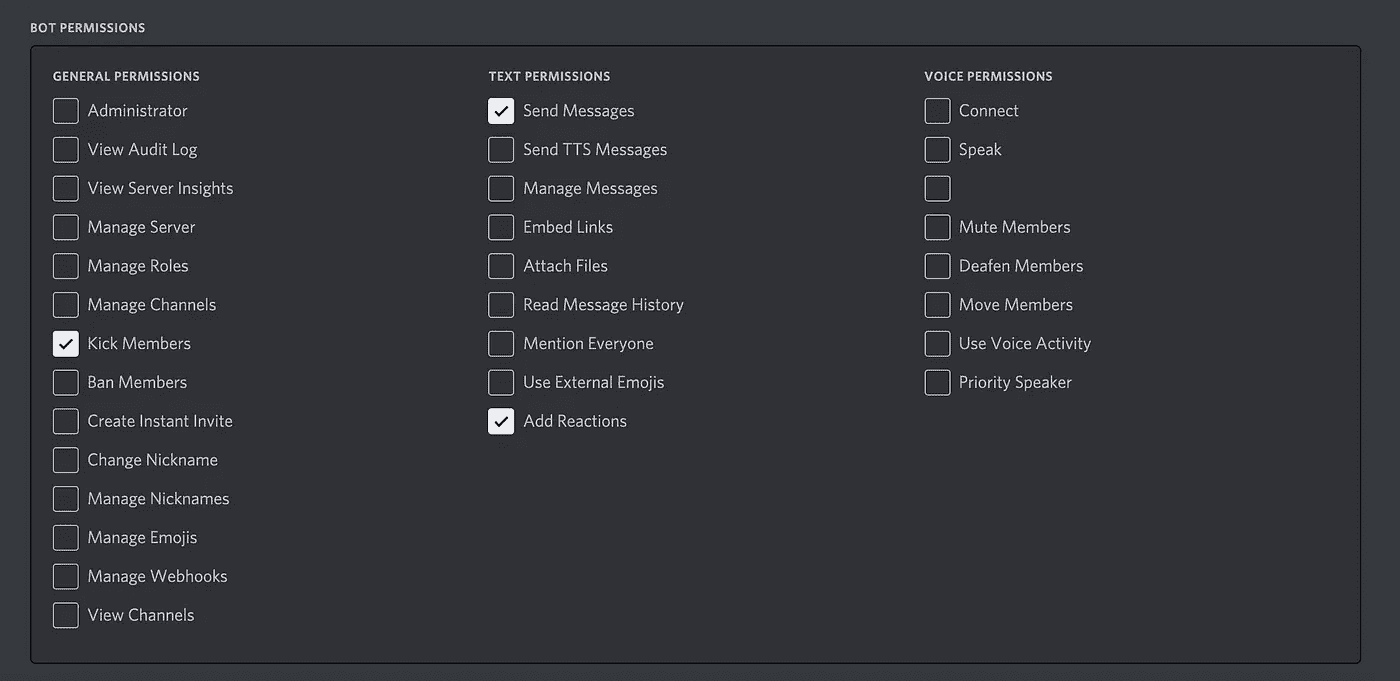 BOT PERMISSIONS
GENERAL PERMISSIONS
Administrator
View Audit Log
View Server Insights
Manage Server
Manage Roles
Manage Channels
Kick Members
Ban Members
Create Instant Invite
Change Nickname
Manage Nicknames
Manage Emojis
Manage Webhooks
View Channels
TEXT PERMISSIONS
Send Messages
Send TTS Messages
Manage Messages
Embed Links
Attach Files
Read Message History
Mention Everyone
Use External Emojis
Add Reactions
VOICE PERMISSIONS
Connect
Speak
Mute Members
Deafen Members
Move Members
Use Voice Activity
Priority Speaker